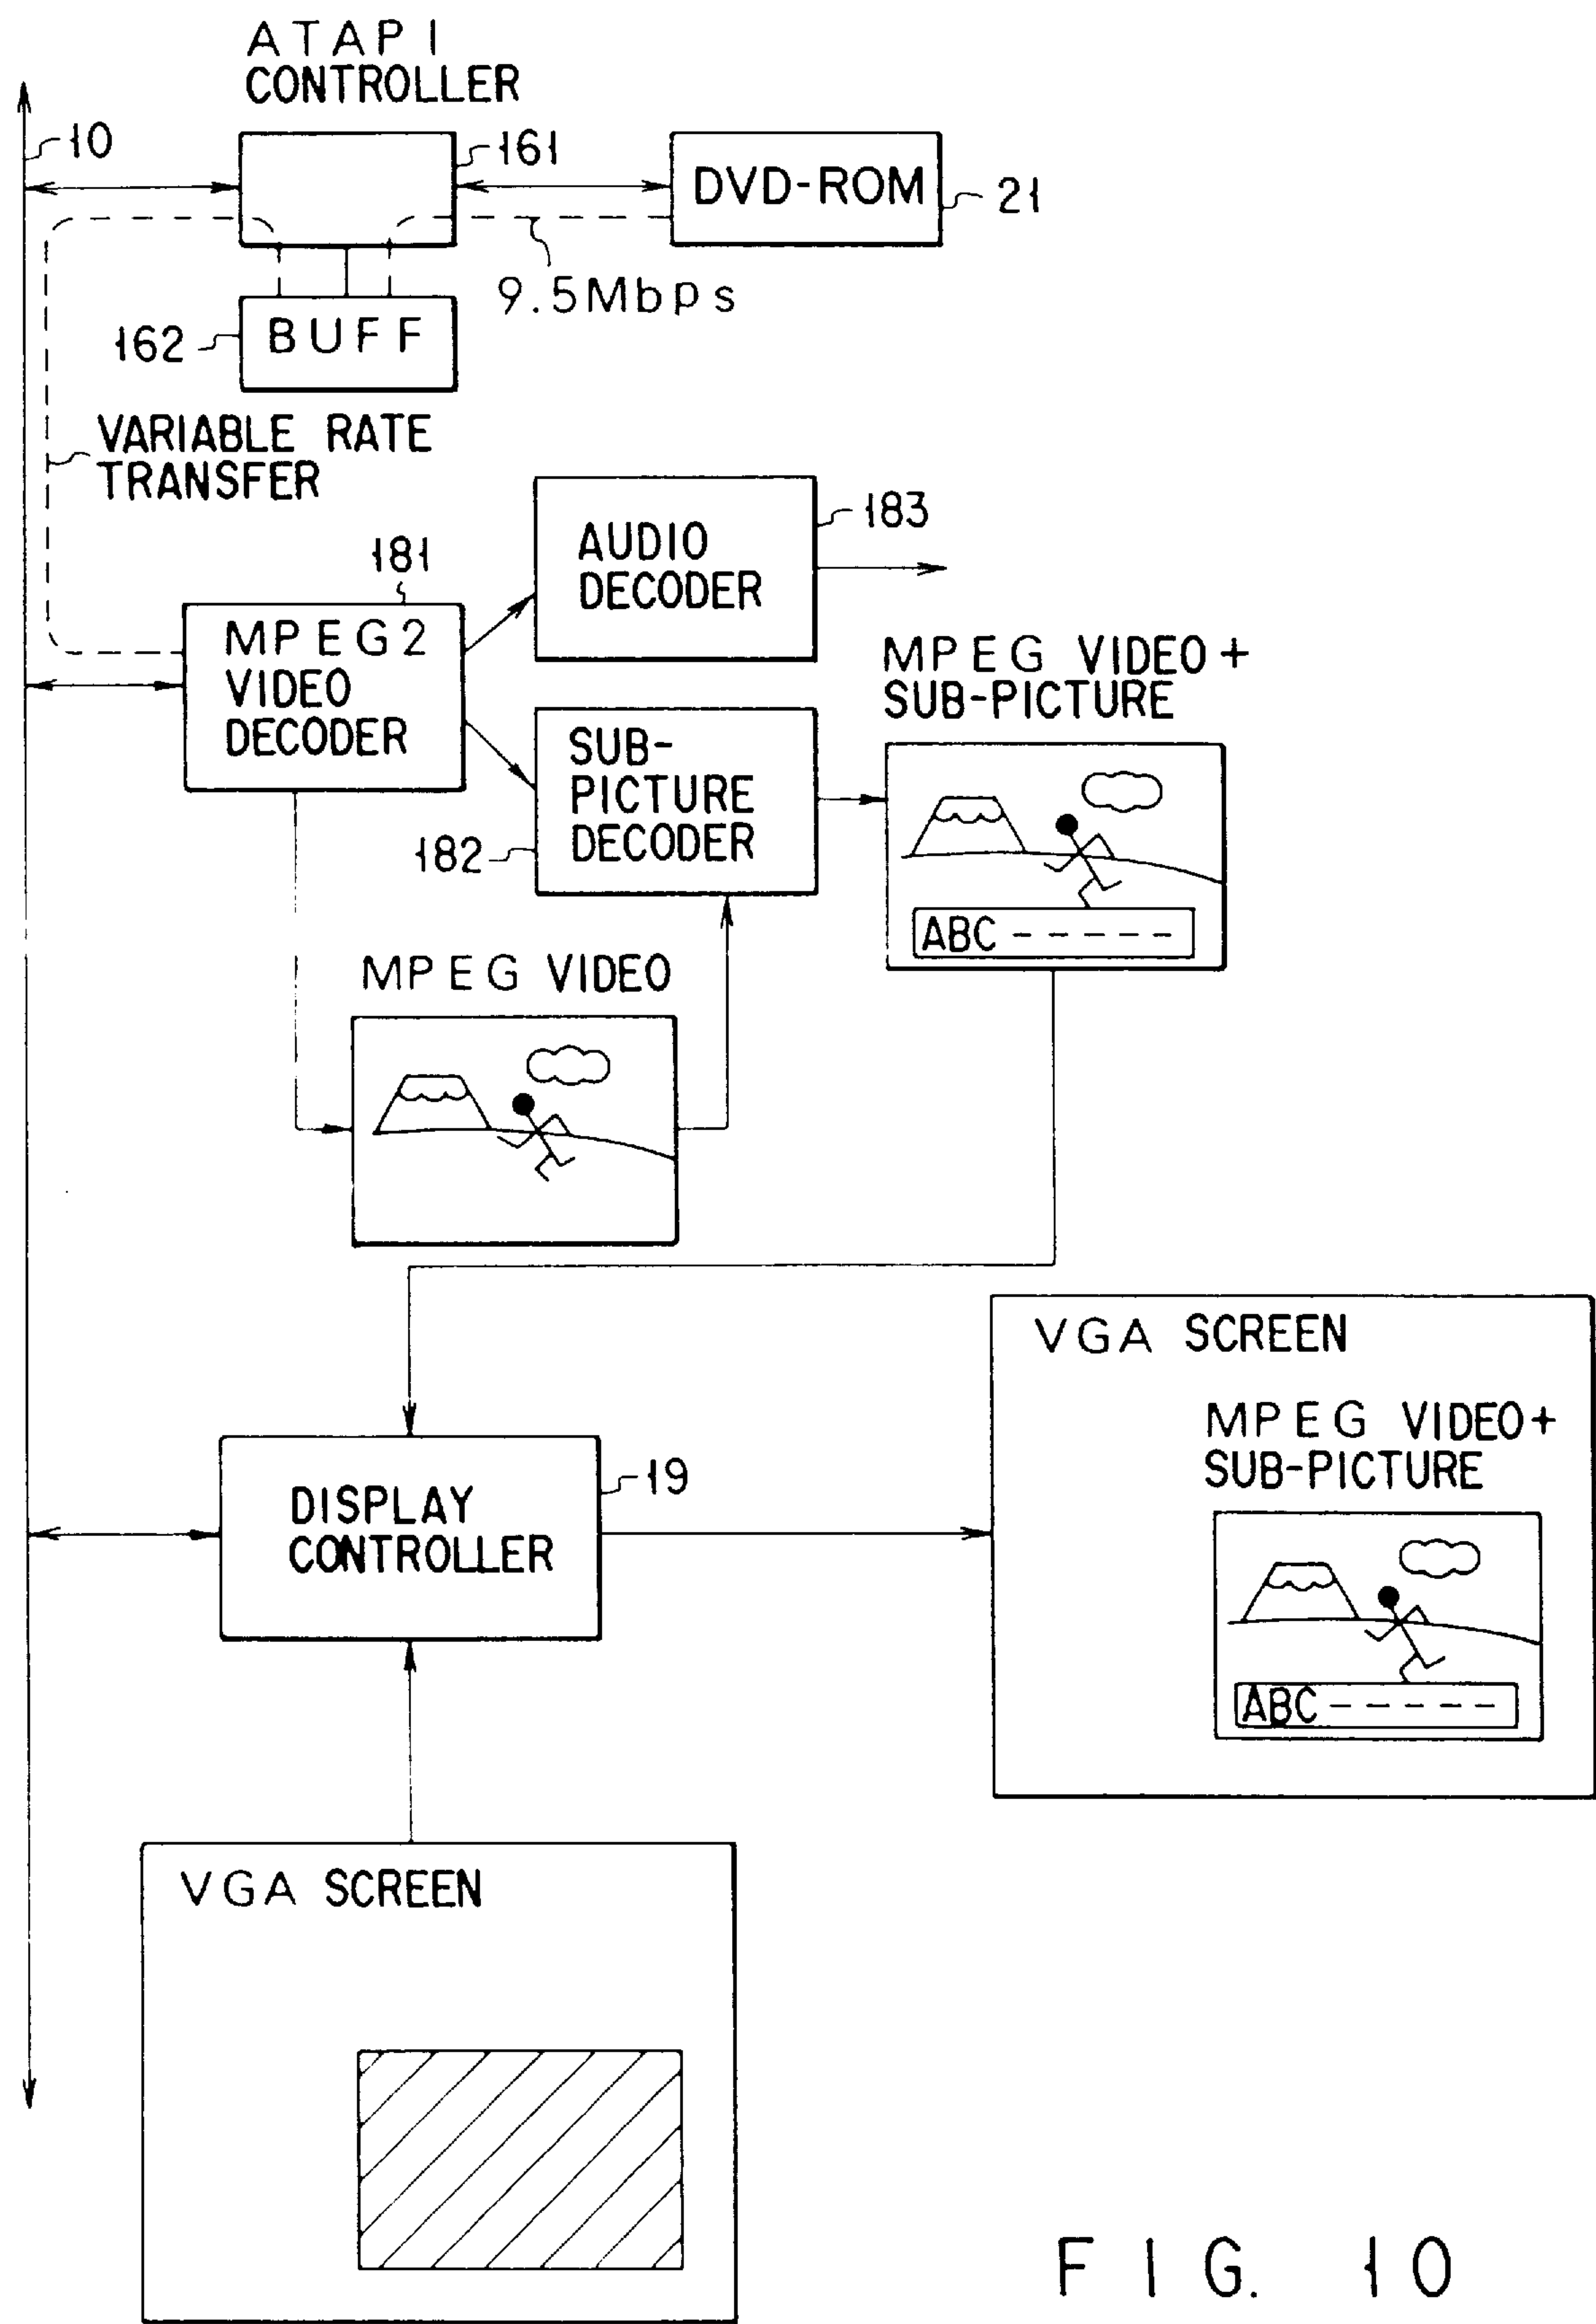 ATAPI
CONTROLLER
10
161
DVD-ROM
21
9.5Mbps
162
BUFF
VARIABLE RATE
TRANSFER
181
MPEG2
VIDEO
DECODER
AUDIO
DECODER
183
SUB-
PICTURE
DECODER
182
MPEG VIDEO+
SUB-PICTURE
ABC -----
MPEG VIDEO
DISPLAY
CONTROLLER
19
VGA SCREEN
MPEG VIDEO+
SUB-PICTURE
ABC -----
VGA SCREEN
FIG. 10